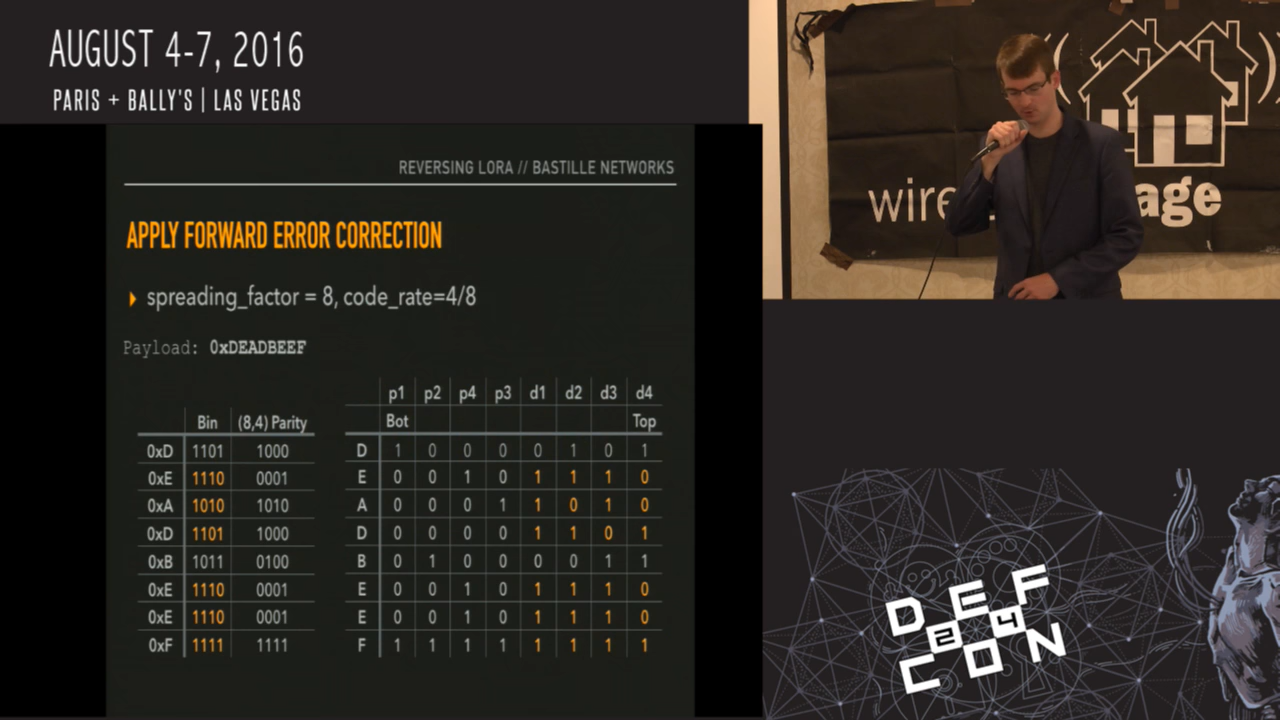 AUGUST 4-7, 2016
PARIS + BALLY'S | LAS VEGAS
REVERSING LORA // BASTILLE NETWORKS
APPLY FORWARD ERROR CORRECTION
spreading_factor = 8, code_rate=4/8
Payload: 0xDEADBEEF
Bin (8,4) Parity
0xD 1101 1000
0xE 1110 0001
0xA 1010 1010
0xD 1101 1000
0xB 1011 0100
0xE 1110 0001
0xE 1110 0001
0xF 1111 1111
p1 p2 p4 p3 d1 d2 d3 d4
Bot Top
D 1 0 0 0 0 1 0 1
E 0 0 1 0 1 1 1 0
A 0 0 0 1 1 0 1 0
D 0 0 0 0 1 1 0 1
B 0 1 0 0 0 0 1 1
E 0 0 1 0 1 1 1 0
E 0 0 1 0 1 1 1 0
F 1 1 1 1 1 1 1 1
wire age
DEF
24
CON